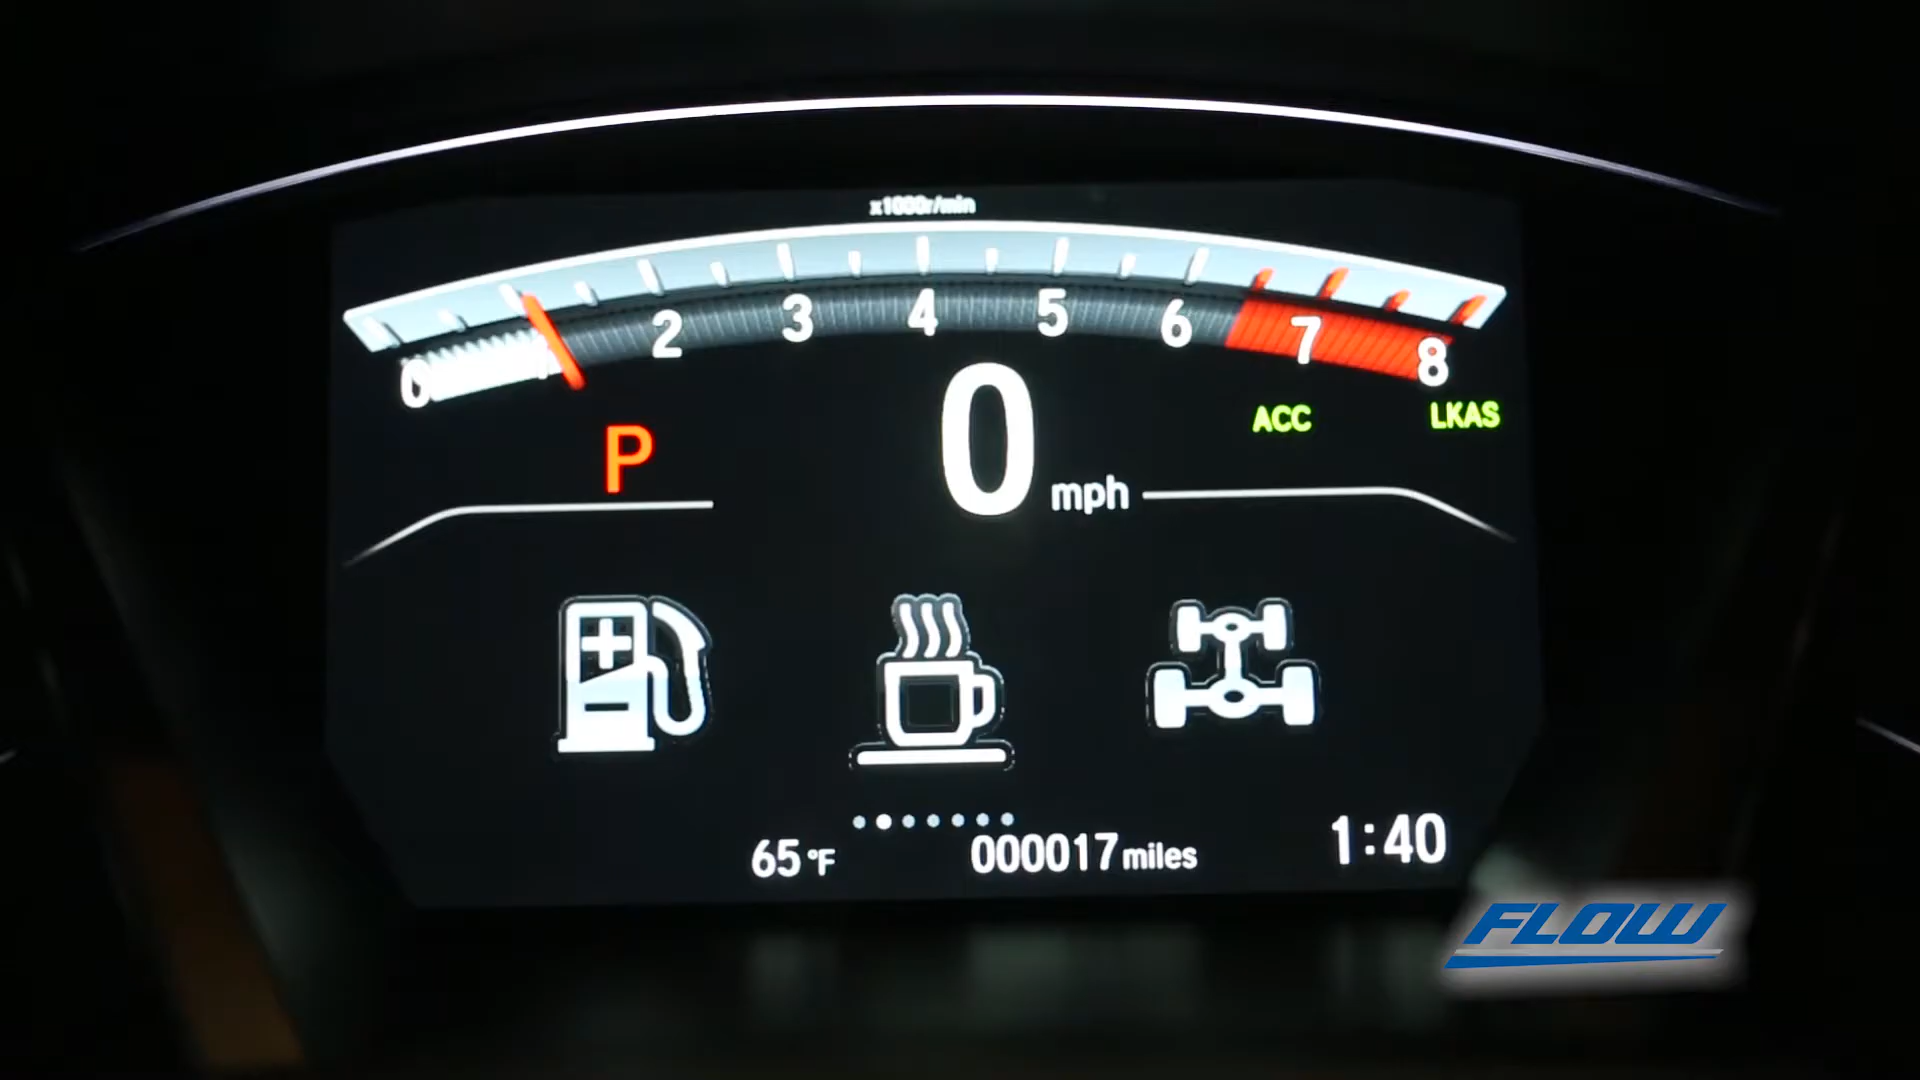 x1000r/min
0 1 2 3 4 5 6 7 8
P
0 mph
ACC
LKAS
65 °F
000017 miles
1:40
FLOW